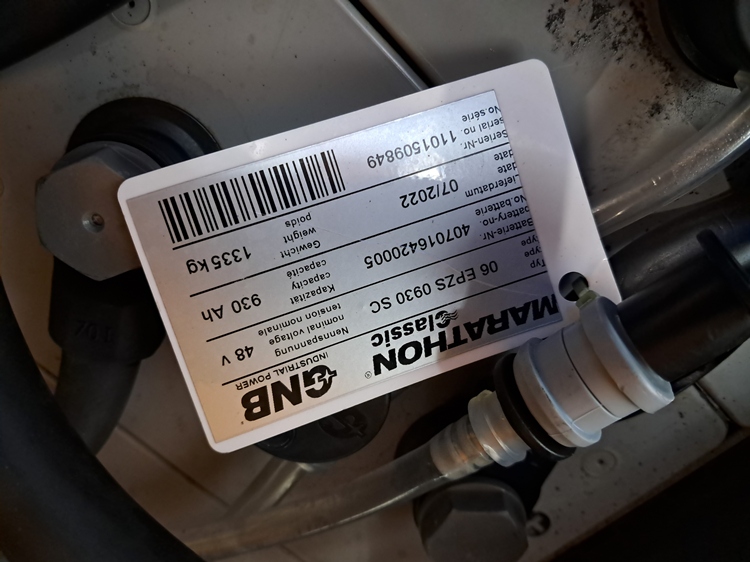 MARATHON®
Classic
GNB
INDUSTRIAL POWER
Typ
type
type
06 EPZS 0930 SC
Nennspannung
nominal voltage
tension nominale
48 V
Batterie-Nr.
battery-no.
No batterie
407016420005
Kapazität
capacity
capacité
930 Ah
Lieferdatum
date
date
07/2022
Gewicht
weight
poids
1335 kg
Serien-Nr.
serial no.
No.série
1101509849